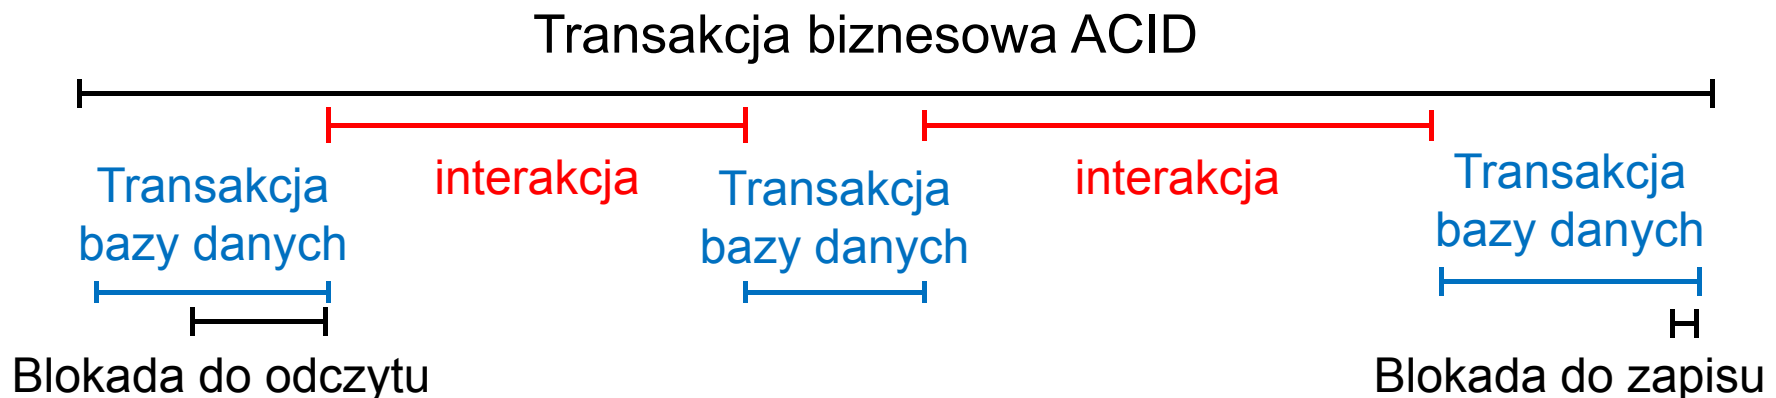 Transakcja biznesowa ACID
Transakcja
bazy danych
interakcja
Transakcja
bazy danych
interakcja
Transakcja
bazy danych
Blokada do odczytu
Blokada do zapisu